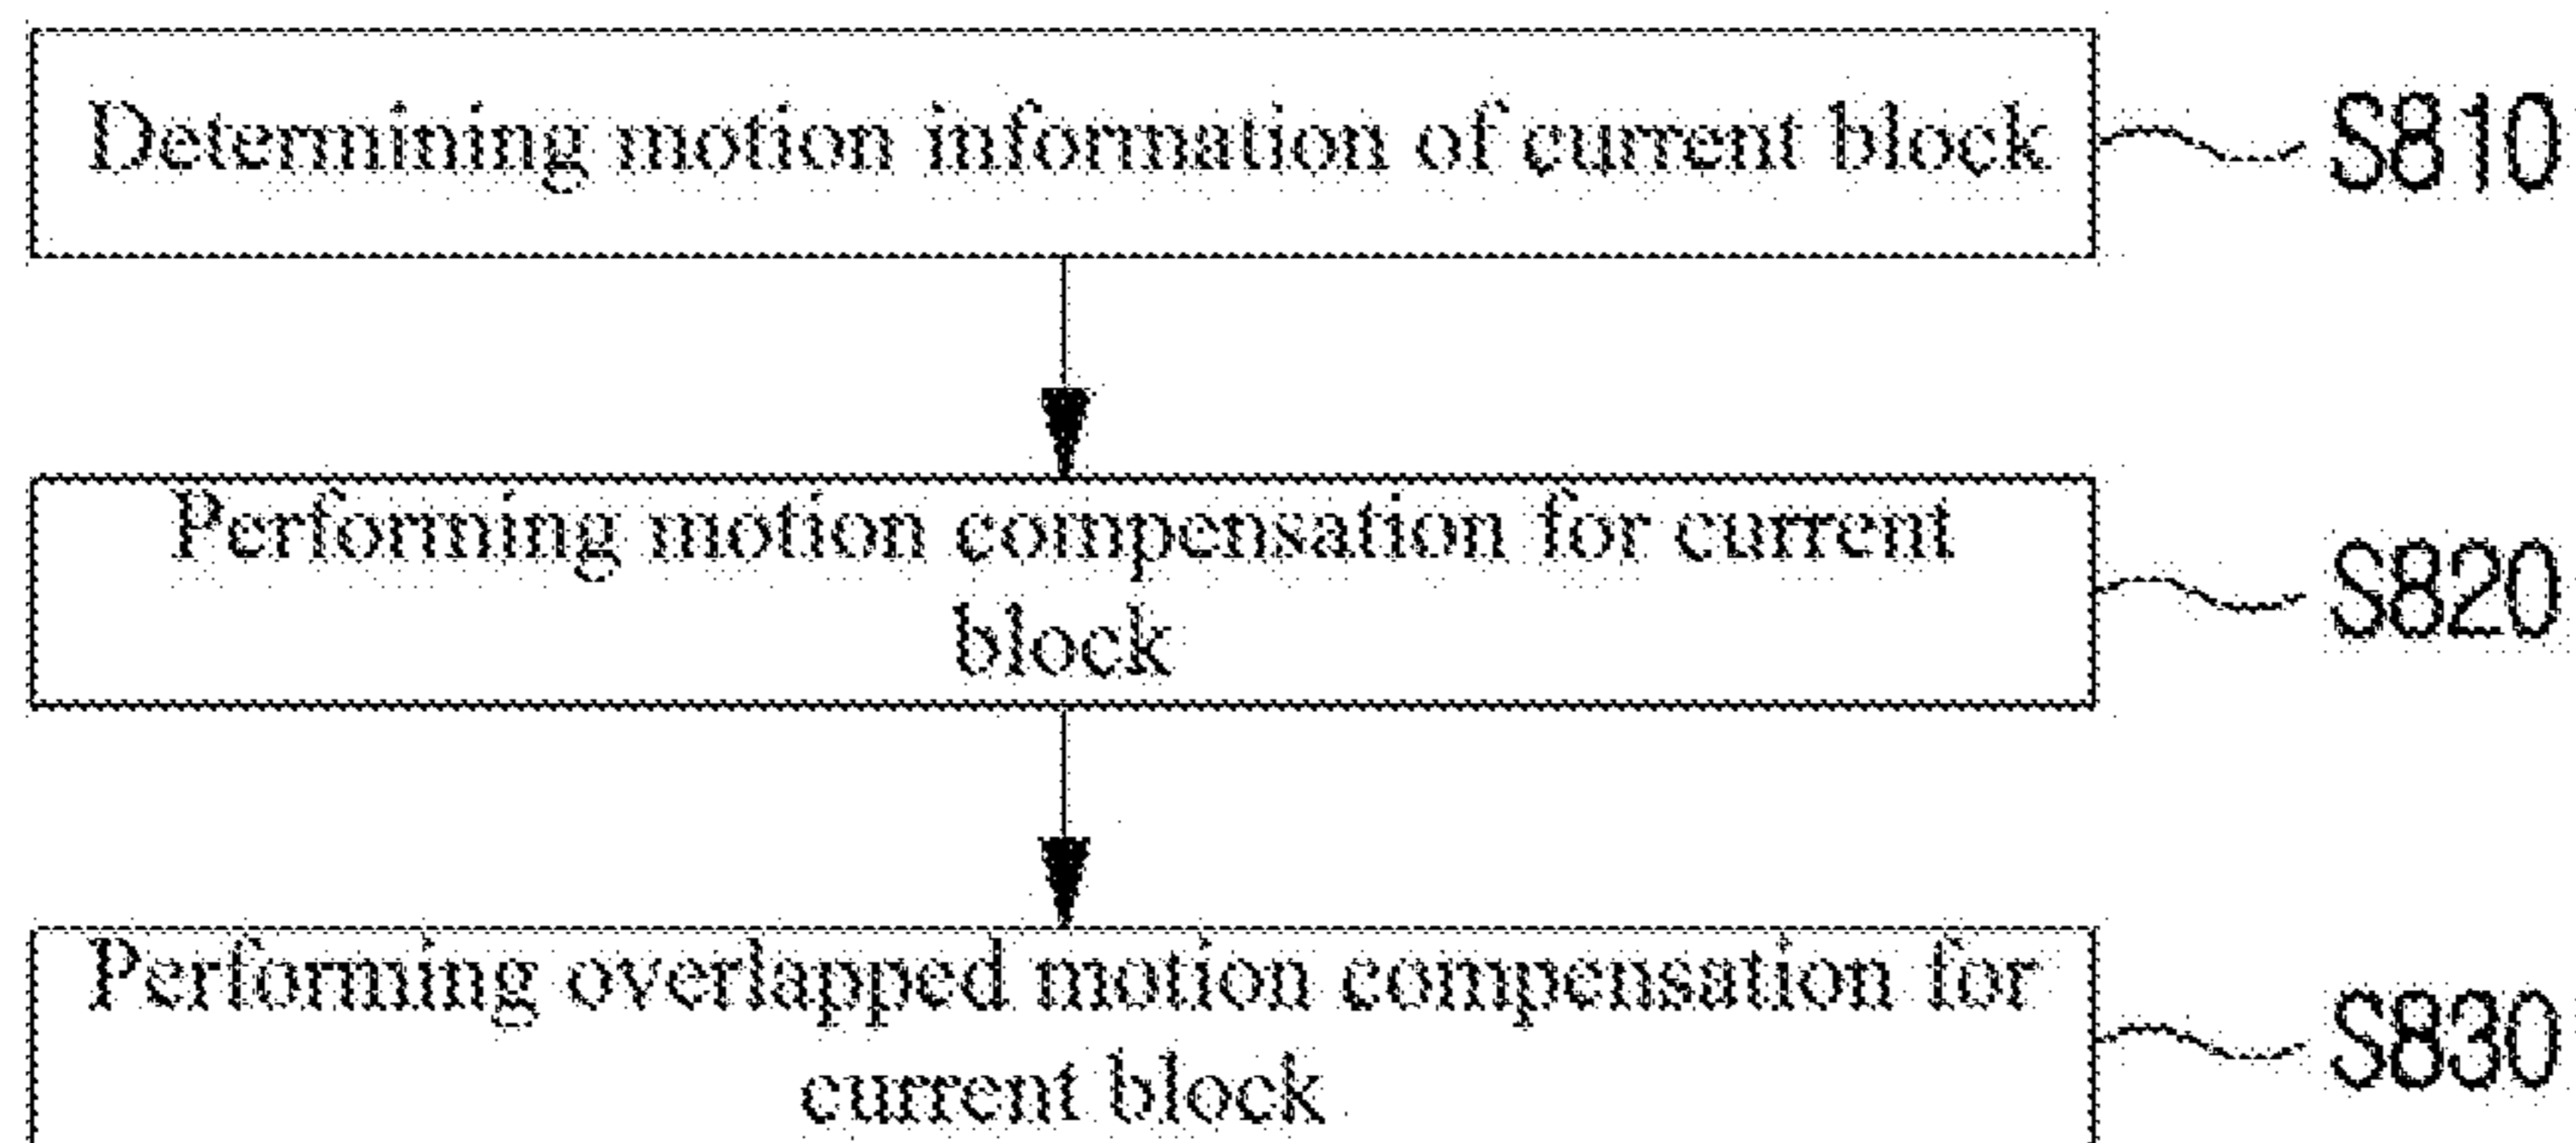 Determining motion information of current block
S810
Performing motion compensation for current
block
S820
Performing overlapped motion compensation for
current block
S830